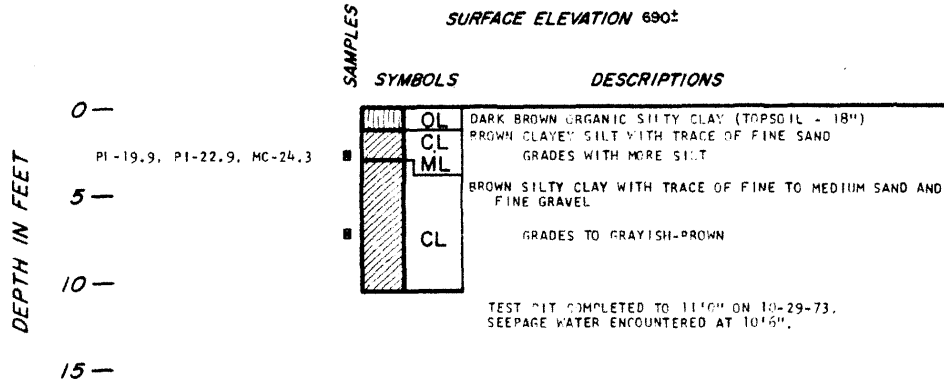 SURFACE ELEVATION 690±
SAMPLES
SYMBOLS
DESCRIPTIONS
DEPTH IN FEET
0
OL
DARK BROWN ORGANIC SILTY CLAY (TOPSOIL - 18")
CL
BROWN CLAYEY SILT WITH TRACE OF FINE SAND
PI-19.9, PI-22.9, MC-24.3
ML
GRADES WITH MORE SILT
5
BROWN SILTY CLAY WITH TRACE OF FINE TO MEDIUM SAND AND
FINE GRAVEL
CL
GRADES TO GRAYISH-BROWN
10
TEST PIT COMPLETED TO ON 10-29-73.
SEEPAGE WATER ENCOUNTERED AT 10'6".
15